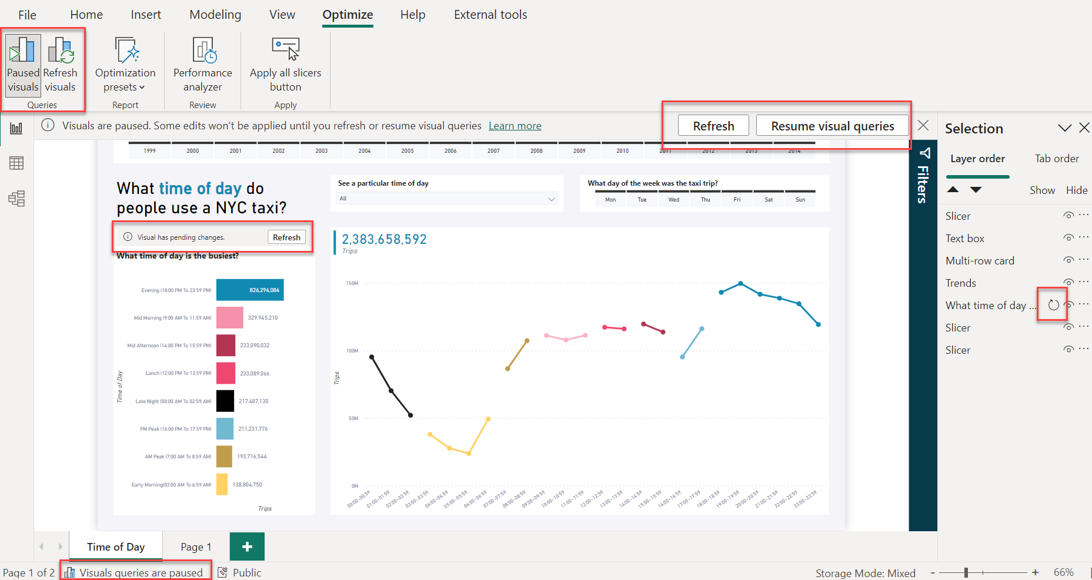 File Home Insert Modeling View Optimize Help External tools
Paused visuals
Refresh visuals
Queries
Optimization presets
Report
Performance analyzer
Review
Apply all slicers button
Apply
Visuals are paused. Some edits won't be applied until you refresh or resume visual queries Learn more
Refresh
Resume visual queries
1999 2000 2001 2002 2003 2004 2005 2006 2007 2008 2009 2010 2011 2012 2013 2014
What time of day do
people use a NYC taxi?
See a particular time of day
All
What day of the week was the taxi trip?
Mon Tue Wed Thu Fri Sat Sun
Visual has pending changes.
Refresh
What time of day is the busiest?
Time of Day
Evening (18:00 PM To 23:59 PM) 826,294,084
Mid Morning (9:00 AM To 11:59 AM) 329,945,210
Mid Afternoon (14:00 PM To 15:59 PM) 233,090,032
Lunch (12:00 PM To 13:59 PM) 233,089,066
Late Night (00:00 AM To 02:59 AM) 217,687,130
PM Peak (16:00 PM To 17:59 PM) 211,231,776
AM Peak (7:00 AM To 8:59 AM) 193,716,544
Early Morning(03:00 AM To 6:59 AM) 138,804,750
Trips
2,383,658,592
Trips
Trips
150M
100M
50M
0M
00:00-00:59 01:00-01:59 02:00-02:59 03:00-03:59 04:00-04:59 05:00-05:59 06:00-06:59 07:00-07:59 08:00-08:59 09:00-09:59 10:00-10:59 11:00-11:59 12:00-12:59 13:00-13:59 14:00-14:59 15:00-15:59 16:00-16:59 17:00-17:59 18:00-18:59 19:00-19:59 20:00-20:59 21:00-21:59 22:00-22:59 23:00-23:59
Filters
Selection
Layer order Tab order
Show Hide
Slicer
Text box
Multi-row card
Trends
What time of day ...
Slicer
Slicer
Time of Day Page 1
Page 1 of 2 Visuals queries are paused Public Storage Mode: Mixed - + 66%